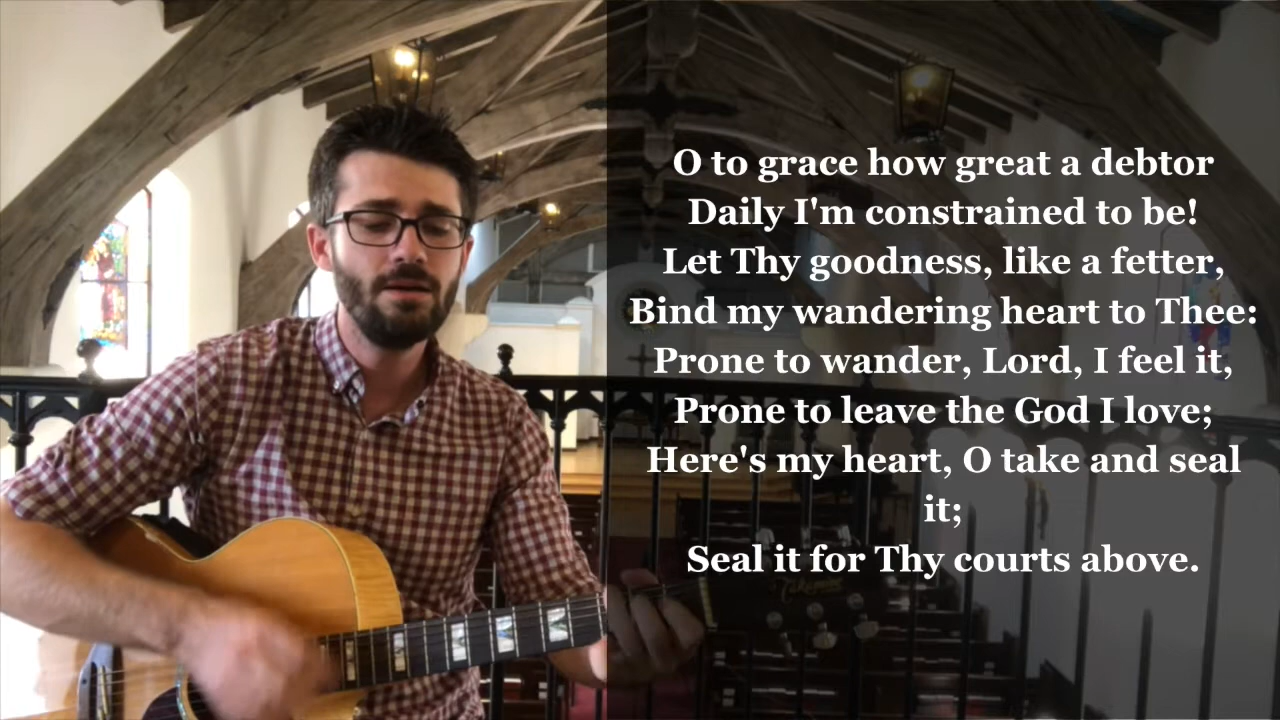 O to grace how great a debtor
Daily I'm constrained to be!
Let Thy goodness, like a fetter,
Bind my wandering heart to Thee:
Prone to wander, Lord, I feel it,
Prone to leave the God I love;
Here's my heart, O take and seal
it;
Seal it for Thy courts above.
Takamine